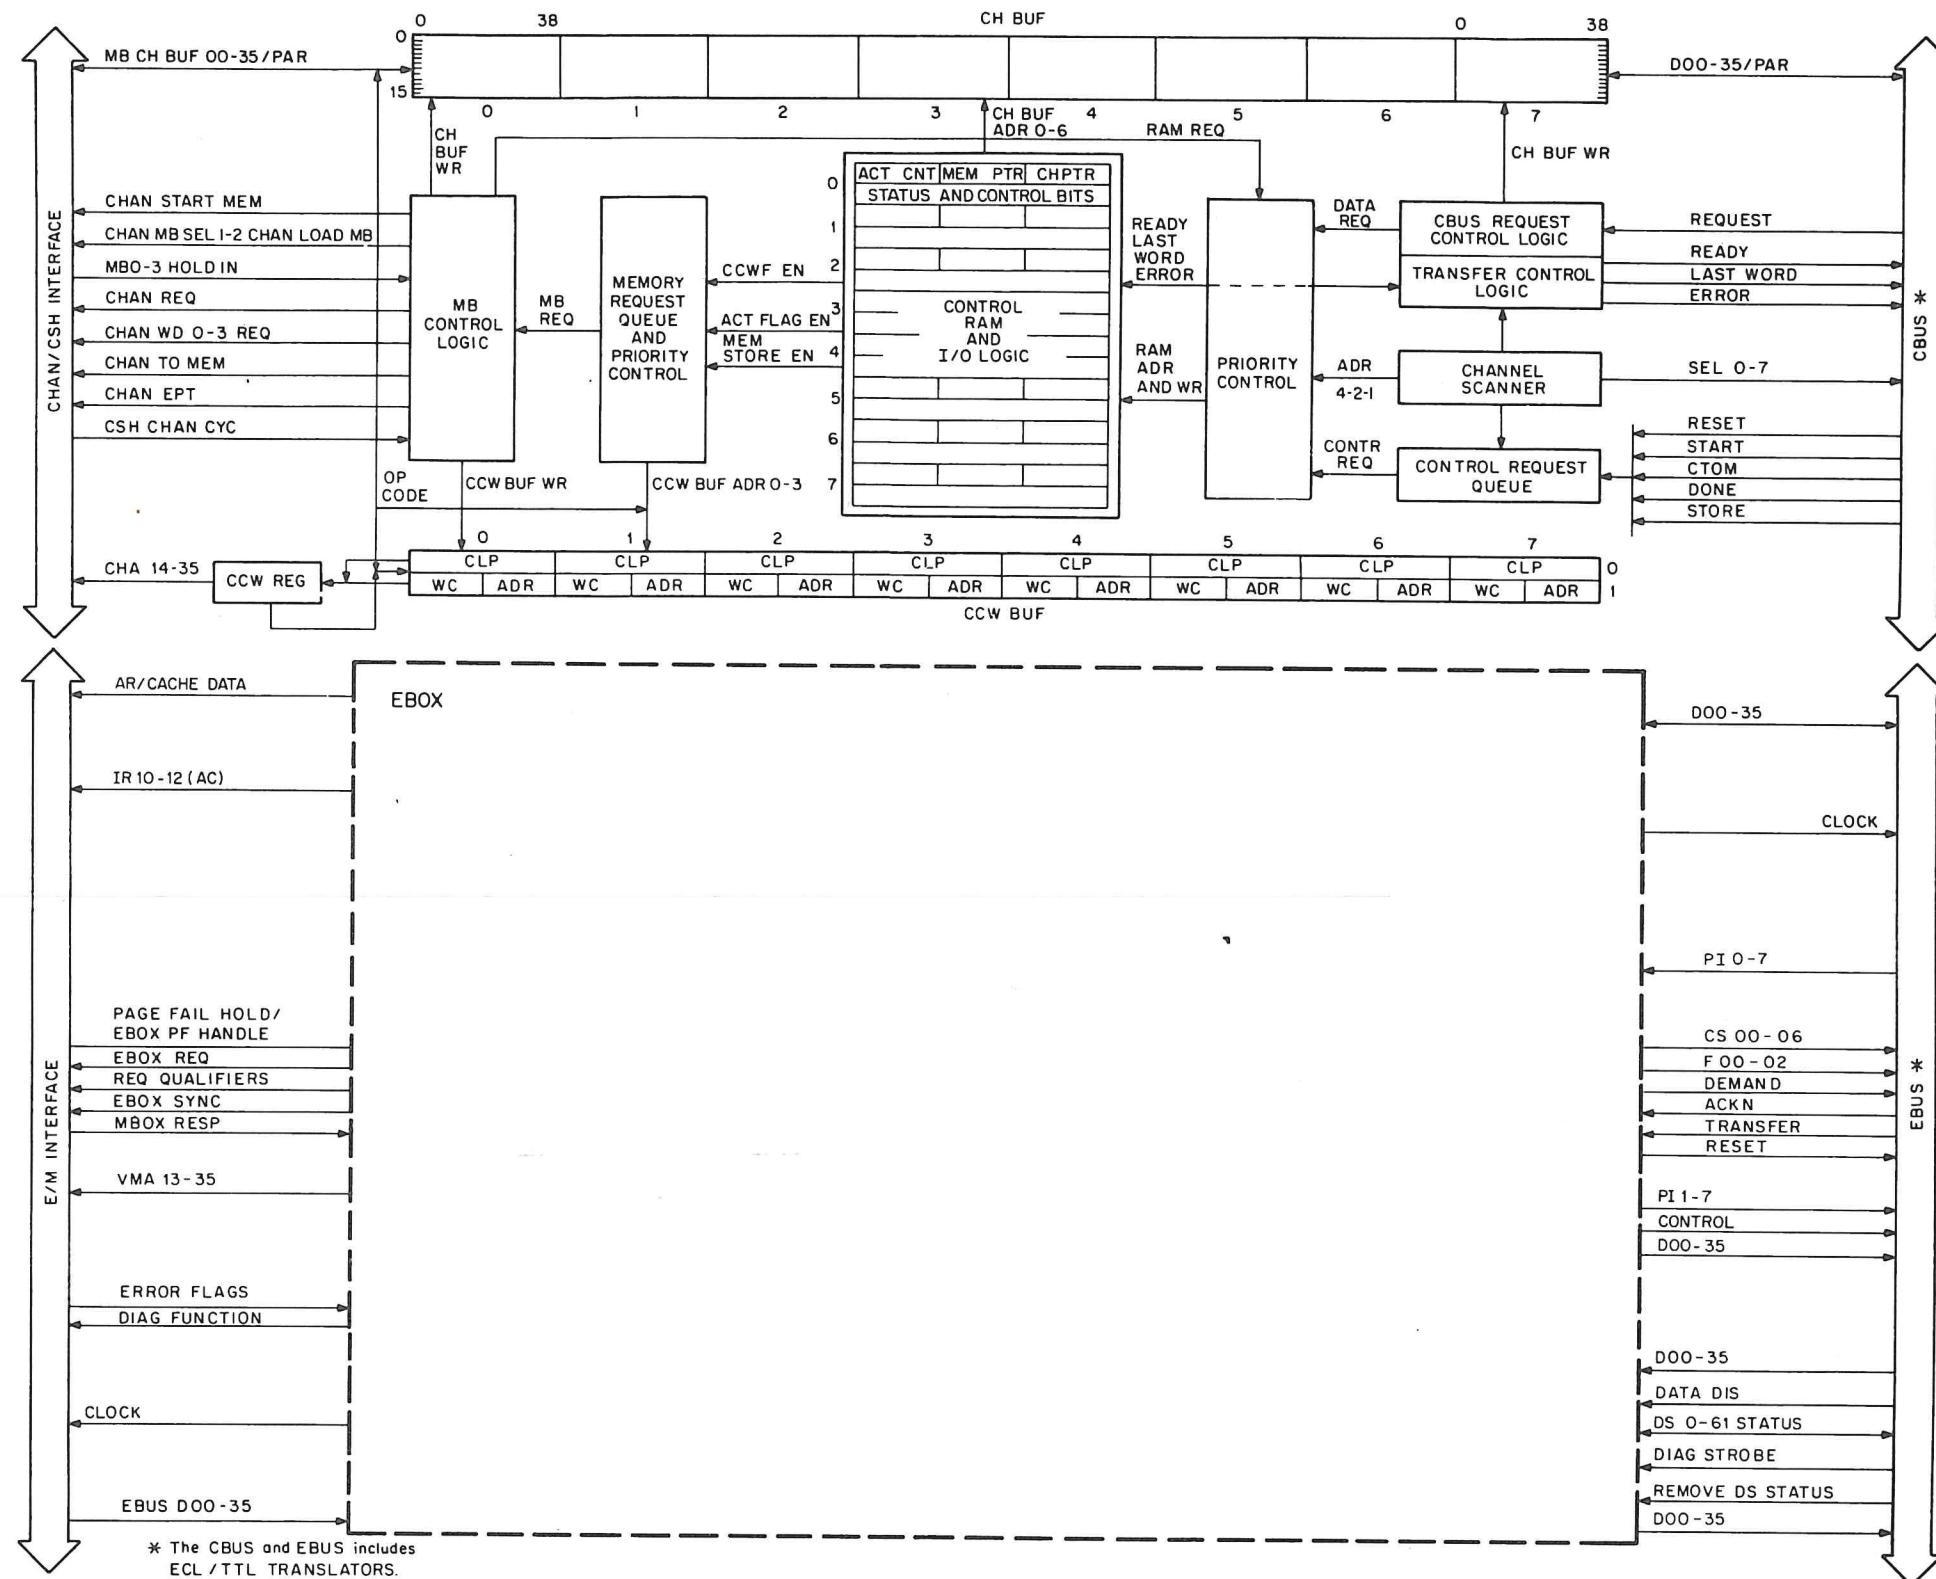 0
38
CH BUF
0
38
0
15
MB CH BUF 00-35/PAR
D00-35/PAR
0
1
2
3
4
5
6
7
CH BUF
ADR 0-6
RAM REQ
CH
BUF
WR
CH BUF WR
CHAN/CSH INTERFACE
CHAN START MEM
CHAN MB SEL 1-2 CHAN LOAD MB
MB0-3 HOLD IN
CHAN REQ
CHAN WD 0-3 REQ
CHAN TO MEM
CHAN EPT
CSH CHAN CYC
MB
CONTROL
LOGIC
MB
REQ
MEMORY
REQUEST
QUEUE
AND
PRIORITY
CONTROL
CCWF EN
ACT FLAG EN
MEM
STORE EN
0
1
2
3
4
5
6
7
ACT CNT
MEM PTR
CHPTR
STATUS AND CONTROL BITS
CONTROL
RAM
AND
I/O LOGIC
READY
LAST
WORD
ERROR
RAM
ADR
AND WR
PRIORITY
CONTROL
DATA
REQ
ADR
4-2-1
CONTR
REQ
CBUS REQUEST
CONTROL LOGIC
TRANSFER CONTROL
LOGIC
CHANNEL
SCANNER
CONTROL REQUEST
QUEUE
REQUEST
READY
LAST WORD
ERROR
SEL 0-7
RESET
START
CTOM
DONE
STORE
CBUS *
OP
CODE
CCW BUF WR
CCW BUF ADR 0-3
CHA 14-35
CCW REG
0
1
2
3
4
5
6
7
CLP CLP CLP CLP CLP CLP CLP CLP
0
WC ADR WC ADR WC ADR WC ADR WC ADR WC ADR WC ADR WC ADR
1
CCW BUF
E/M INTERFACE
AR/CACHE DATA
IR 10-12 (AC)
PAGE FAIL HOLD/
EBOX PF HANDLE
EBOX REQ
REQ QUALIFIERS
EBOX SYNC
MBOX RESP
VMA 13-35
ERROR FLAGS
DIAG FUNCTION
CLOCK
EBUS D00-35
EBOX
D00-35
CLOCK
PI 0-7
CS 00-06
F 00-02
DEMAND
ACKN
TRANSFER
RESET
PI 1-7
CONTROL
D00-35
D00-35
DATA DIS
DS 0-61 STATUS
DIAG STROBE
REMOVE DS STATUS
D00-35
EBUS *
* The CBUS and EBUS includes
ECL/TTL TRANSLATORS.